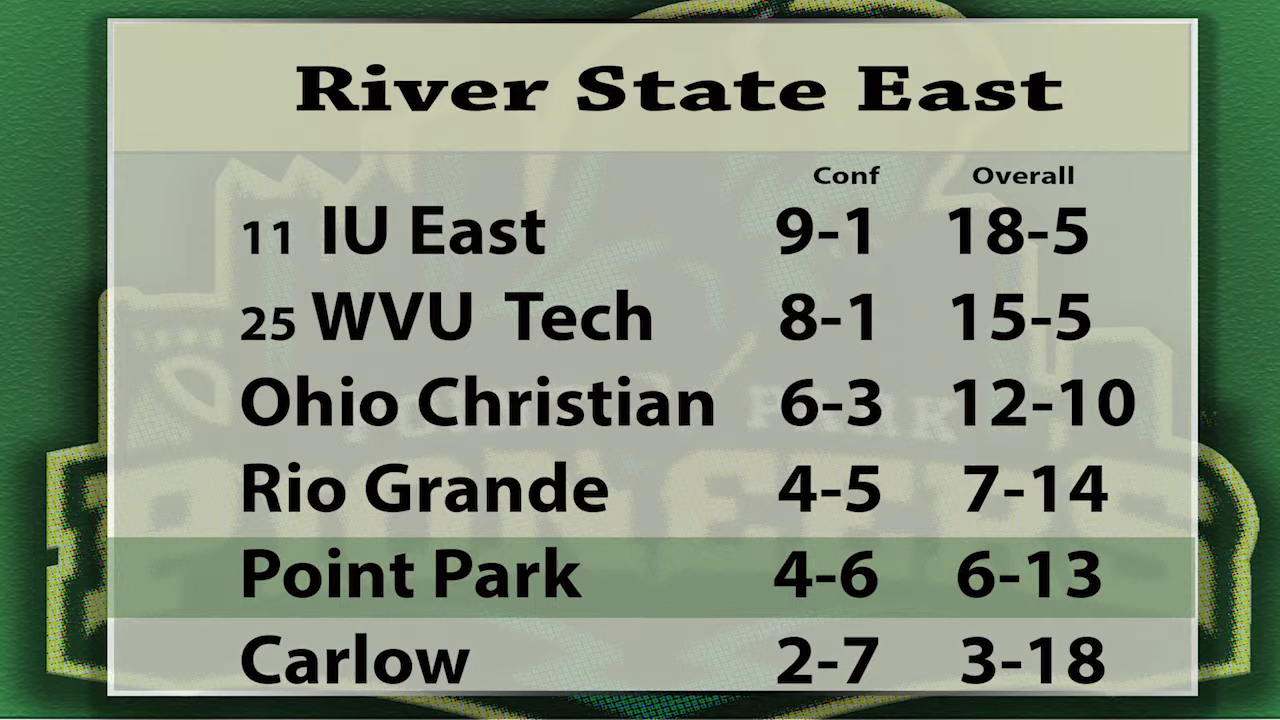 River State East
Conf Overall
11 IU East 9-1 18-5
25 WVU Tech 8-1 15-5
Ohio Christian 6-3 12-10
Rio Grande 4-5 7-14
Point Park 4-6 6-13
Carlow 2-7 3-18